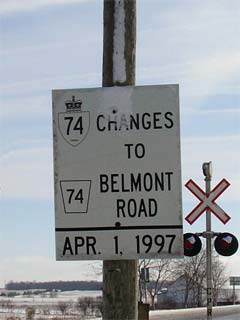 74 CHANGES
TO
74 BELMONT
ROAD
APR. 1, 1997